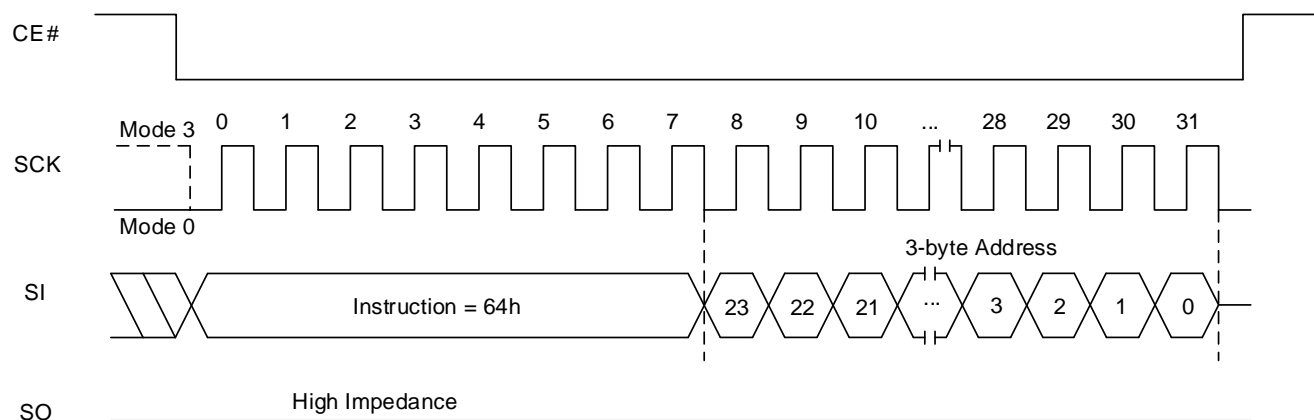 CE#
Mode 3 0 1 2 3 4 5 6 7 8 9 10 ... 28 29 30 31
SCK
Mode 0
3-byte Address
SI Instruction = 64h 23 22 21 ... 3 2 1 0
High Impedance
SO